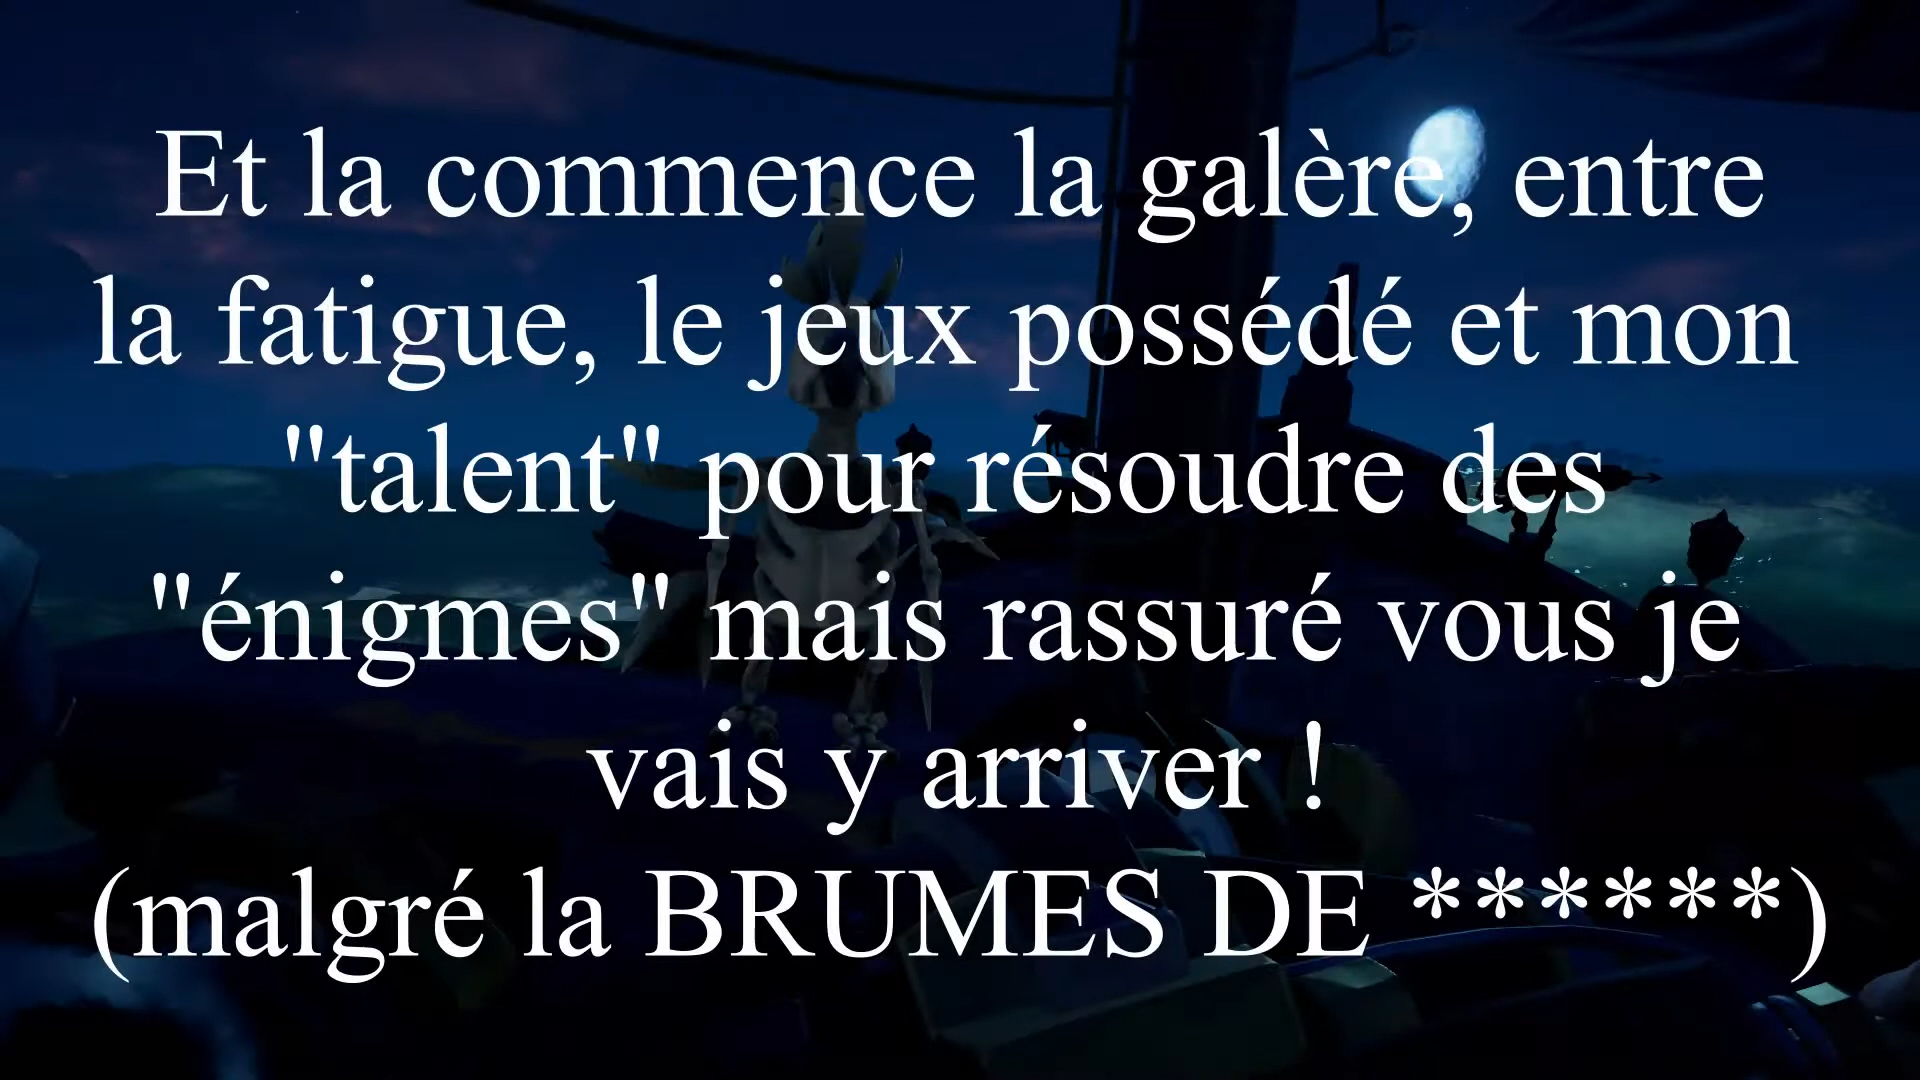 Et la commence la galère, entre
la fatigue, le jeux possédé et mon
"talent" pour résoudre des
"énigmes" mais rassuré vous je
vais y arriver !
(malgré la BRUMES DE ******)